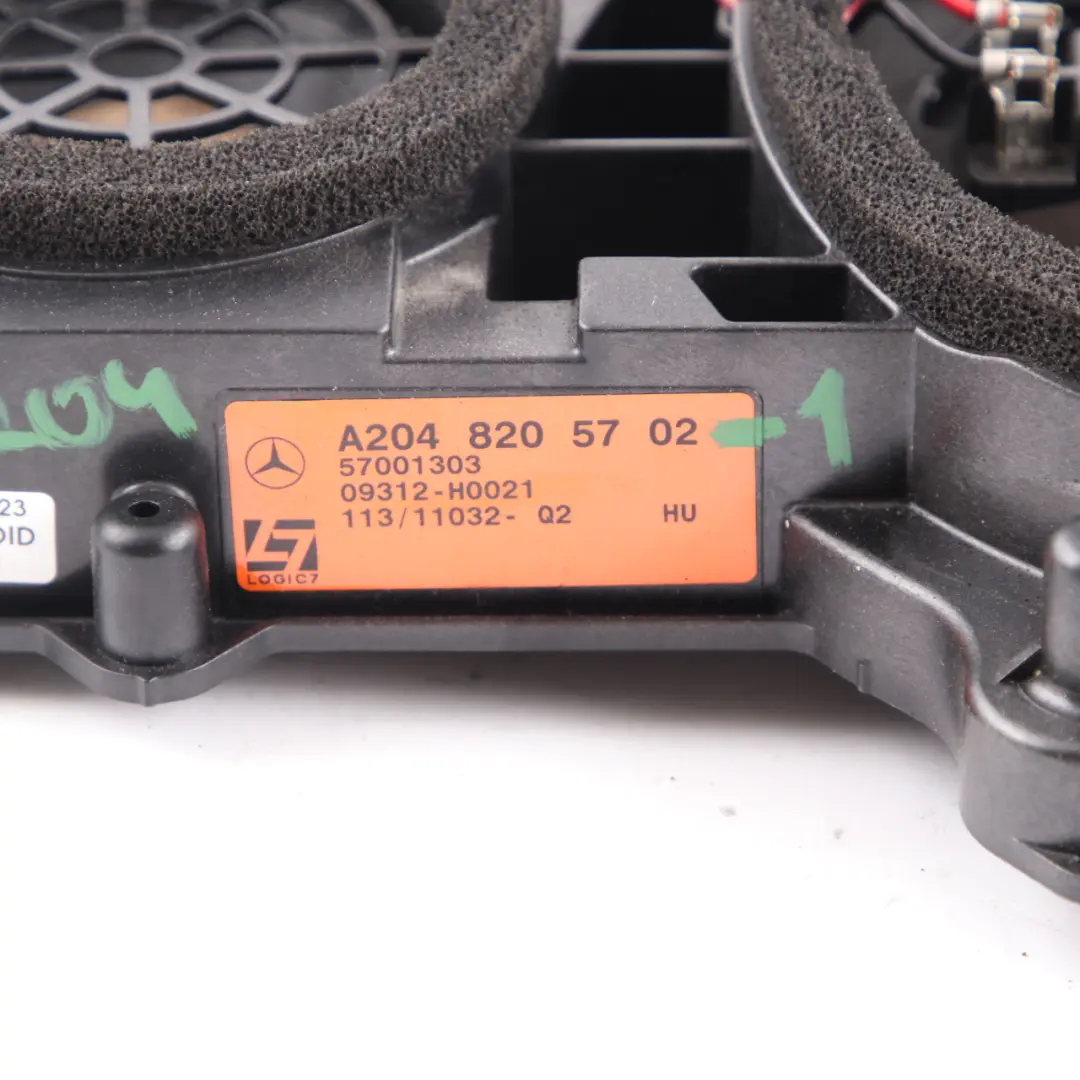 204
A204 820 57 02 -1
57001303
09312-H0021
113/11032- Q2 HU
LOGIC7
23
OID